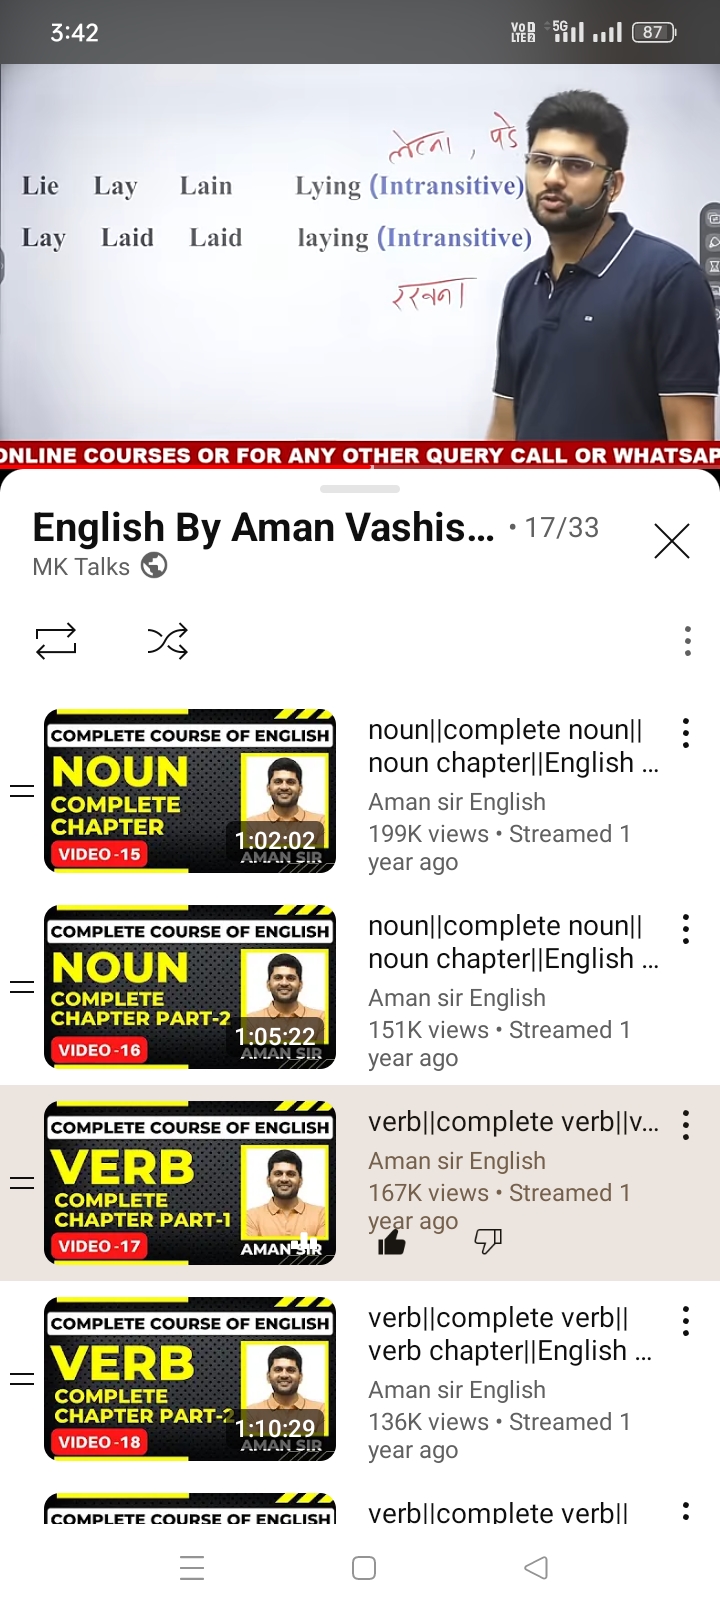 3:42
VoD
LTE2
5G
87
लेटना , पडे
Lie Lay Lain Lying (Intransitive)
Lay Laid Laid laying (Intransitive)
रखना
ONLINE COURSES OR FOR ANY OTHER QUERY CALL OR WHATSAP
English By Aman Vashis... • 17/33
MK Talks
COMPLETE COURSE OF ENGLISH
NOUN
COMPLETE
CHAPTER
VIDEO -15
1:02:02
AMAN SIR
noun||complete noun||
noun chapter||English ...
Aman sir English
199K views • Streamed 1
year ago
COMPLETE COURSE OF ENGLISH
NOUN
COMPLETE
CHAPTER PART-2
VIDEO -16
1:05:22
AMAN SIR
noun||complete noun||
noun chapter||English ...
Aman sir English
151K views • Streamed 1
year ago
COMPLETE COURSE OF ENGLISH
VERB
COMPLETE
CHAPTER PART-1
VIDEO -17
AMAN SIR
verb||complete verb||v...
Aman sir English
167K views • Streamed 1
year ago
COMPLETE COURSE OF ENGLISH
VERB
COMPLETE
CHAPTER PART-2
VIDEO -18
1:10:29
AMAN SIR
verb||complete verb||
verb chapter||English ...
Aman sir English
136K views • Streamed 1
year ago
COMPLETE COURSE OF ENGLISH
verb||complete verb||